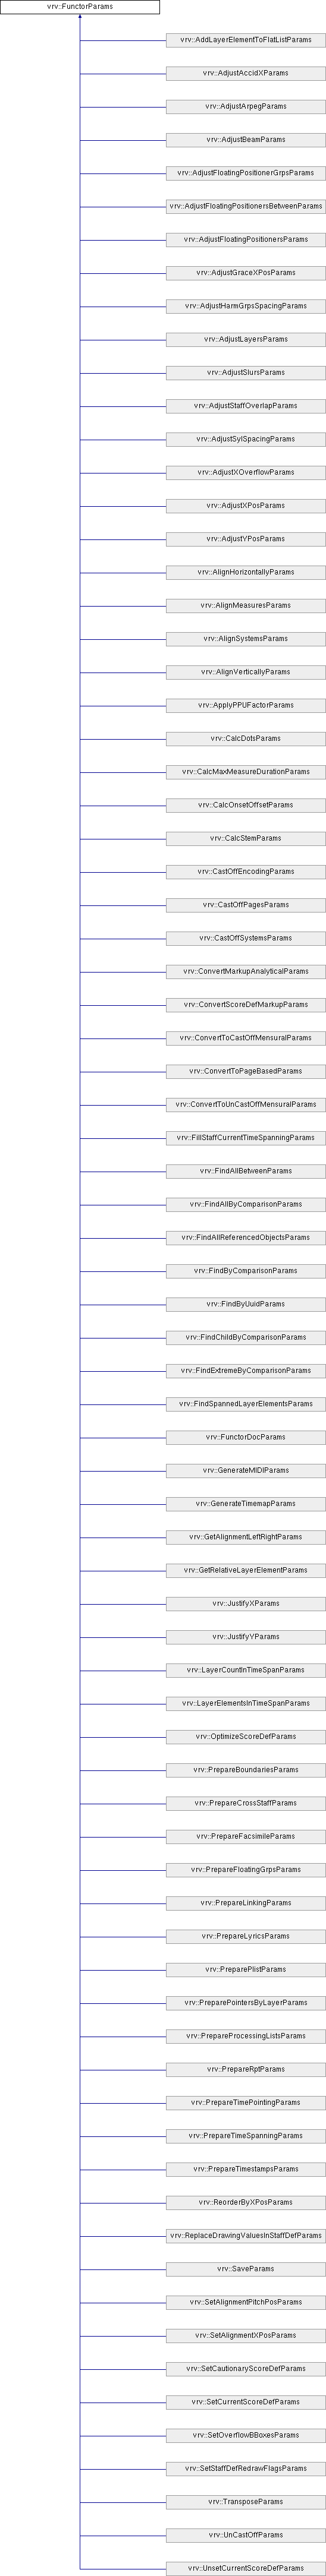 vrv::FunctorParams
vrv::AddLayerElementToFlatListParams
vrv::AdjustAccidXParams
vrv::AdjustArpegParams
vrv::AdjustBeamParams
vrv::AdjustFloatingPositionerGrpsParams
vrv::AdjustFloatingPositionersBetweenParams
vrv::AdjustFloatingPositionersParams
vrv::AdjustGraceXPosParams
vrv::AdjustHarmGrpsSpacingParams
vrv::AdjustLayersParams
vrv::AdjustSlursParams
vrv::AdjustStaffOverlapParams
vrv::AdjustSylSpacingParams
vrv::AdjustXOverflowParams
vrv::AdjustXPosParams
vrv::AdjustYPosParams
vrv::AlignHorizontallyParams
vrv::AlignMeasuresParams
vrv::AlignSystemsParams
vrv::AlignVerticallyParams
vrv::ApplyPPUFactorParams
vrv::CalcDotsParams
vrv::CalcMaxMeasureDurationParams
vrv::CalcOnsetOffsetParams
vrv::CalcStemParams
vrv::CastOffEncodingParams
vrv::CastOffPagesParams
vrv::CastOffSystemsParams
vrv::ConvertMarkupAnalyticalParams
vrv::ConvertScoreDefMarkupParams
vrv::ConvertToCastOffMensuralParams
vrv::ConvertToPageBasedParams
vrv::ConvertToUnCastOffMensuralParams
vrv::FillStaffCurrentTimeSpanningParams
vrv::FindAllBetweenParams
vrv::FindAllByComparisonParams
vrv::FindAllReferencedObjectsParams
vrv::FindByComparisonParams
vrv::FindByUuidParams
vrv::FindChildByComparisonParams
vrv::FindExtremeByComparisonParams
vrv::FindSpannedLayerElementsParams
vrv::FunctorDocParams
vrv::GenerateMIDIParams
vrv::GenerateTimemapParams
vrv::GetAlignmentLeftRightParams
vrv::GetRelativeLayerElementParams
vrv::JustifyXParams
vrv::JustifyYParams
vrv::LayerCountInTimeSpanParams
vrv::LayerElementsInTimeSpanParams
vrv::OptimizeScoreDefParams
vrv::PrepareBoundariesParams
vrv::PrepareCrossStaffParams
vrv::PrepareFacsimileParams
vrv::PrepareFloatingGrpsParams
vrv::PrepareLinkingParams
vrv::PrepareLyricsParams
vrv::PreparePlistParams
vrv::PreparePointersByLayerParams
vrv::PrepareProcessingListsParams
vrv::PrepareRptParams
vrv::PrepareTimePointingParams
vrv::PrepareTimeSpanningParams
vrv::PrepareTimestampsParams
vrv::ReorderByXPosParams
vrv::ReplaceDrawingValuesInStaffDefParams
vrv::SaveParams
vrv::SetAlignmentPitchPosParams
vrv::SetAlignmentXPosParams
vrv::SetCautionaryScoreDefParams
vrv::SetCurrentScoreDefParams
vrv::SetOverflowBBoxesParams
vrv::SetStaffDefRedrawFlagsParams
vrv::TransposeParams
vrv::UnCastOffParams
vrv::UnsetCurrentScoreDefParams